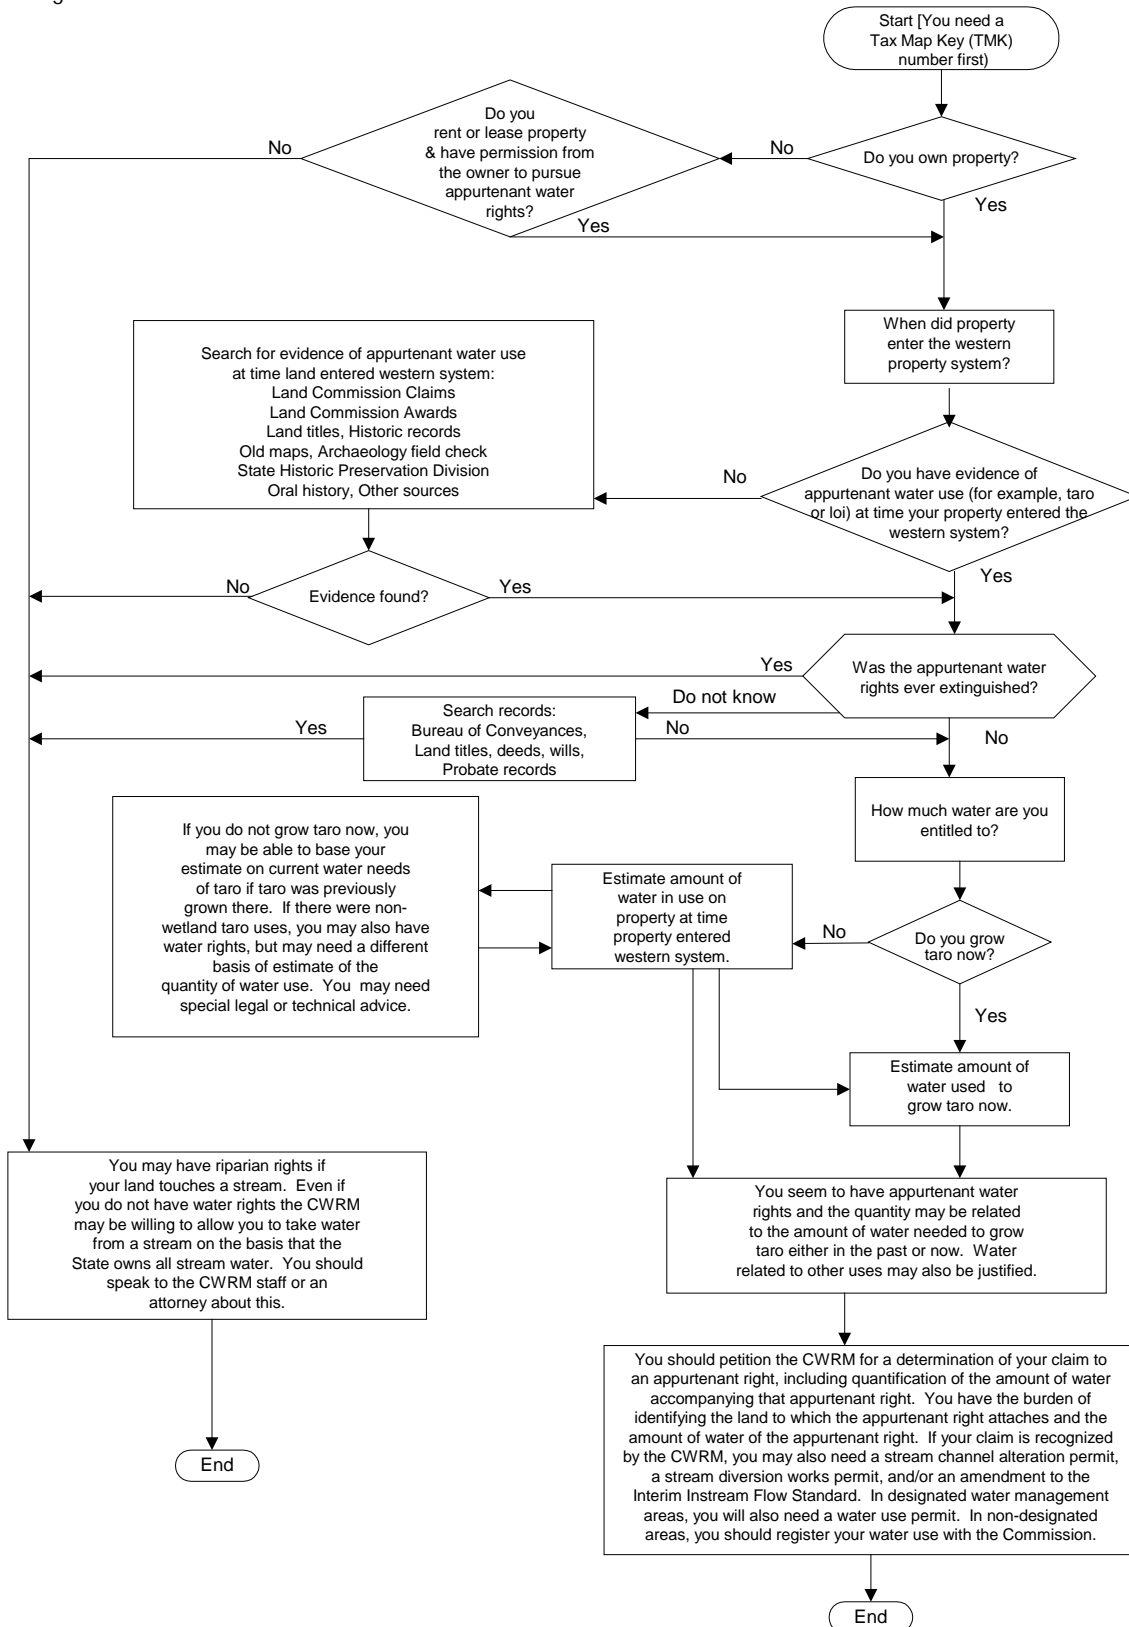 g
Start [You need a
Tax Map Key (TMK)
number first)
Do you own property?
No
Yes
Do you
rent or lease property
& have permission from
the owner to pursue
appurtenant water
rights?
No
Yes
When did property
enter the western
property system?
Do you have evidence of
appurtenant water use (for example, taro
or loi) at time your property entered the
western system?
No
Yes
Search for evidence of appurtenant water use
at time land entered western system:
Land Commission Claims
Land Commission Awards
Land titles, Historic records
Old maps, Archaeology field check
State Historic Preservation Division
Oral history, Other sources
Evidence found?
No
Yes
Was the appurtenant water
rights ever extinguished?
Yes
Do not know
No
Search records:
Bureau of Conveyances,
Land titles, deeds, wills,
Probate records
Yes
No
How much water are you
entitled to?
Do you grow
taro now?
No
Yes
Estimate amount of
water in use on
property at time
property entered
western system.
If you do not grow taro now, you
may be able to base your
estimate on current water needs
of taro if taro was previously
grown there. If there were non-
wetland taro uses, you may also have
water rights, but may need a different
basis of estimate of the
quantity of water use. You may need
special legal or technical advice.
Estimate amount of
water used to
grow taro now.
You may have riparian rights if
your land touches a stream. Even if
you do not have water rights the CWRM
may be willing to allow you to take water
from a stream on the basis that the
State owns all stream water. You should
speak to the CWRM staff or an
attorney about this.
End
You seem to have appurtenant water
rights and the quantity may be related
to the amount of water needed to grow
taro either in the past or now. Water
related to other uses may also be justified.
You should petition the CWRM for a determination of your claim to
an appurtenant right, including quantification of the amount of water
accompanying that appurtenant right. You have the burden of
identifying the land to which the appurtenant right attaches and the
amount of water of the appurtenant right. If your claim is recognized
by the CWRM, you may also need a stream channel alteration permit,
a stream diversion works permit, and/or an amendment to the
Interim Instream Flow Standard. In designated water management
areas, you will also need a water use permit. In non-designated
areas, you should register your water use with the Commission.
End